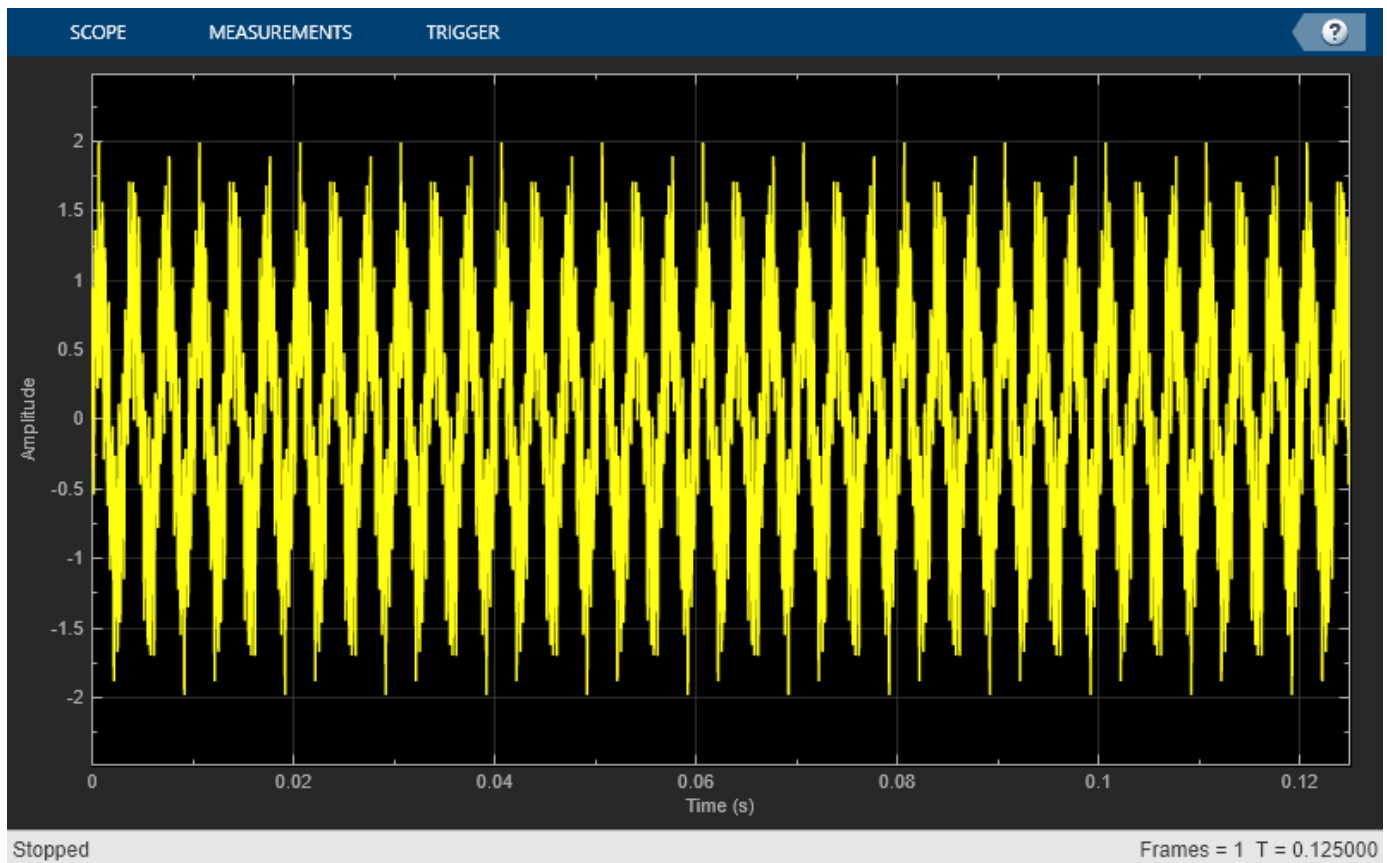 SCOPE MEASUREMENTS TRIGGER ?
2
1.5
1
0.5
0
-0.5
-1
-1.5
-2
Amplitude
0 0.02 0.04 0.06 0.08 0.1 0.12
Time (s)
Stopped Frames = 1 T = 0.125000